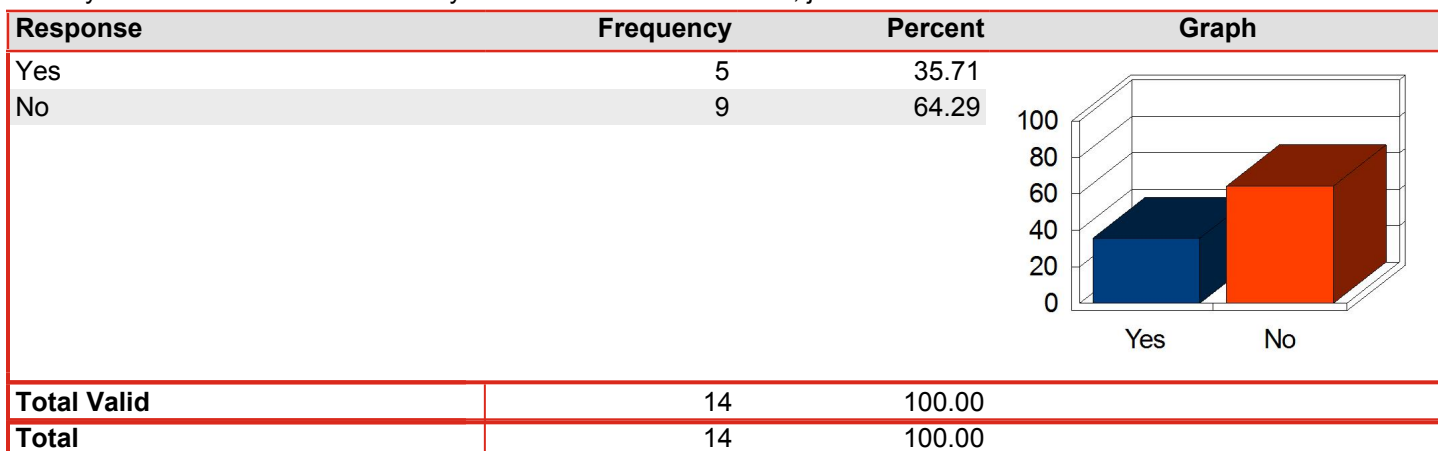 Response Frequency Percent Graph
Yes 5 35.71
No 9 64.29
100
80
60
40
20
0
Yes No
Total Valid 14 100.00
Total 14 100.00